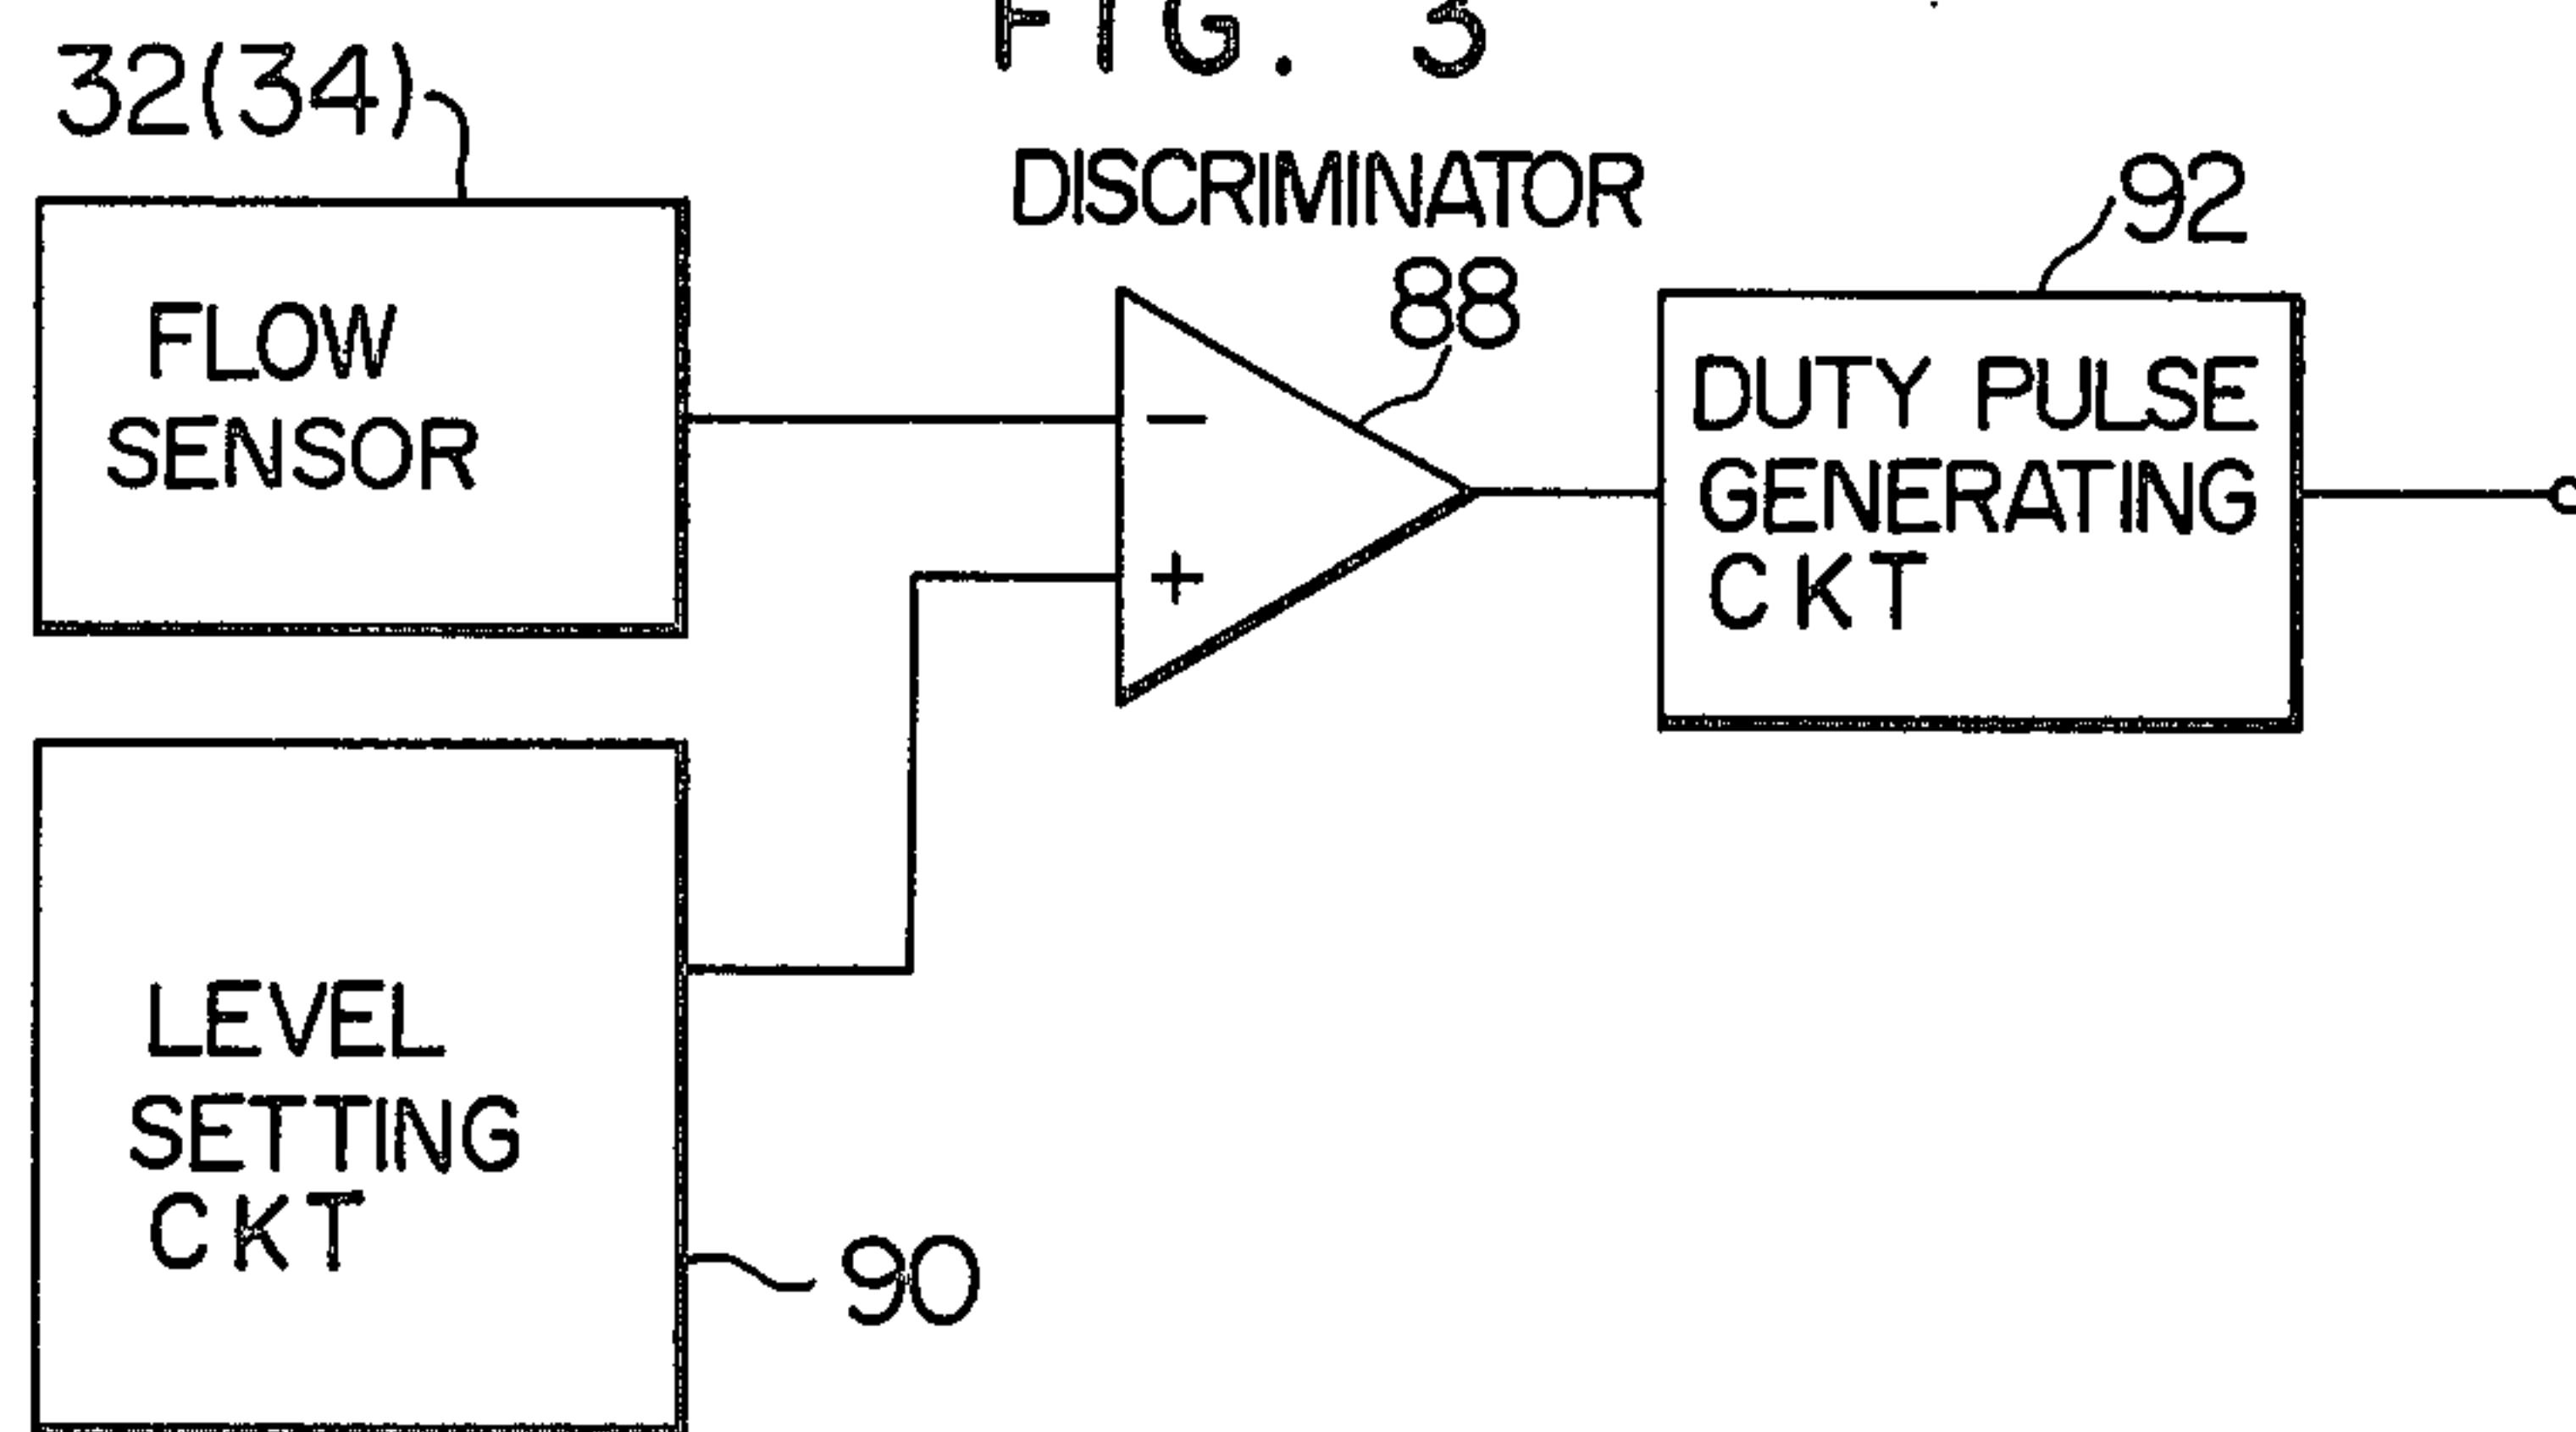 FIG. 3
32(34)
DISCRIMINATOR
88
92
FLOW
SENSOR
−
+
DUTY PULSE
GENERATING
CKT
LEVEL
SETTING
CKT
90